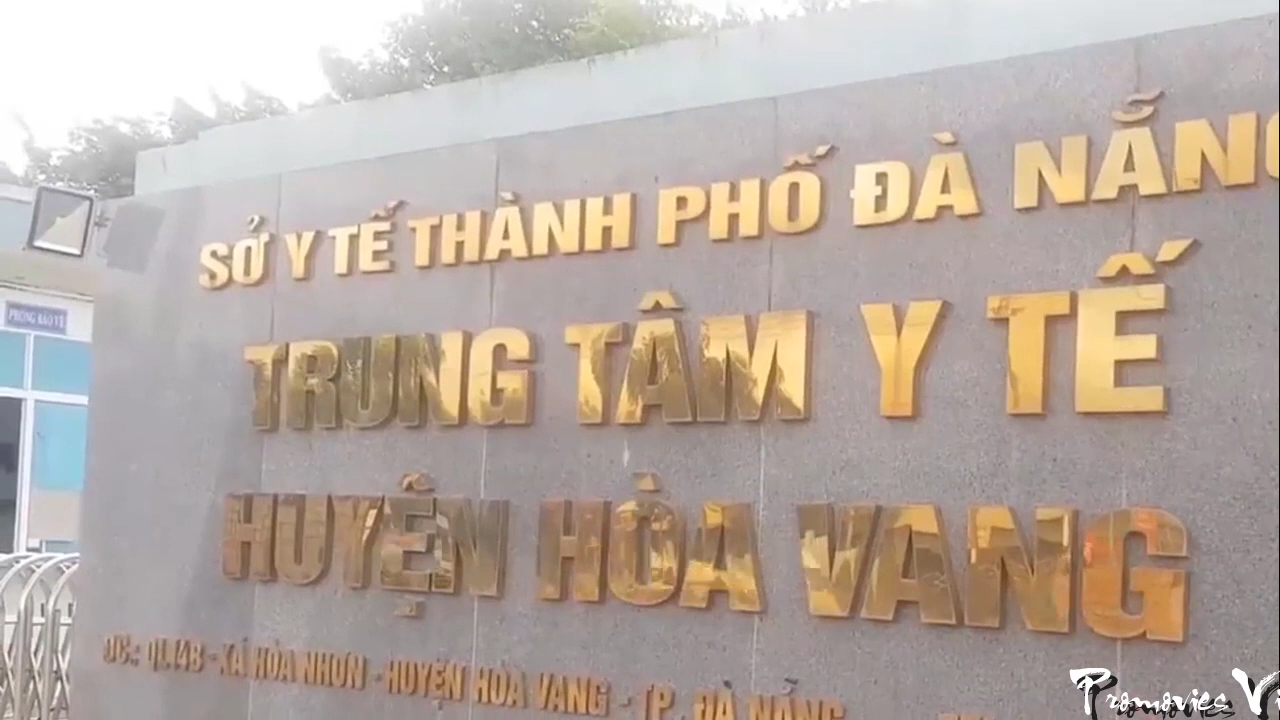 SỞ Y TẾ THÀNH PHỐ ĐÀ NẴNG
TRUNG TÂM Y TẾ
HUYỆN HÒA VANG
ĐC.: QL14B - XÃ HÒA NHƠN - HUYỆN HÒA VANG - TP. ĐÀ NẴNG
PHÒNG BẢO VỆ
Promovies V